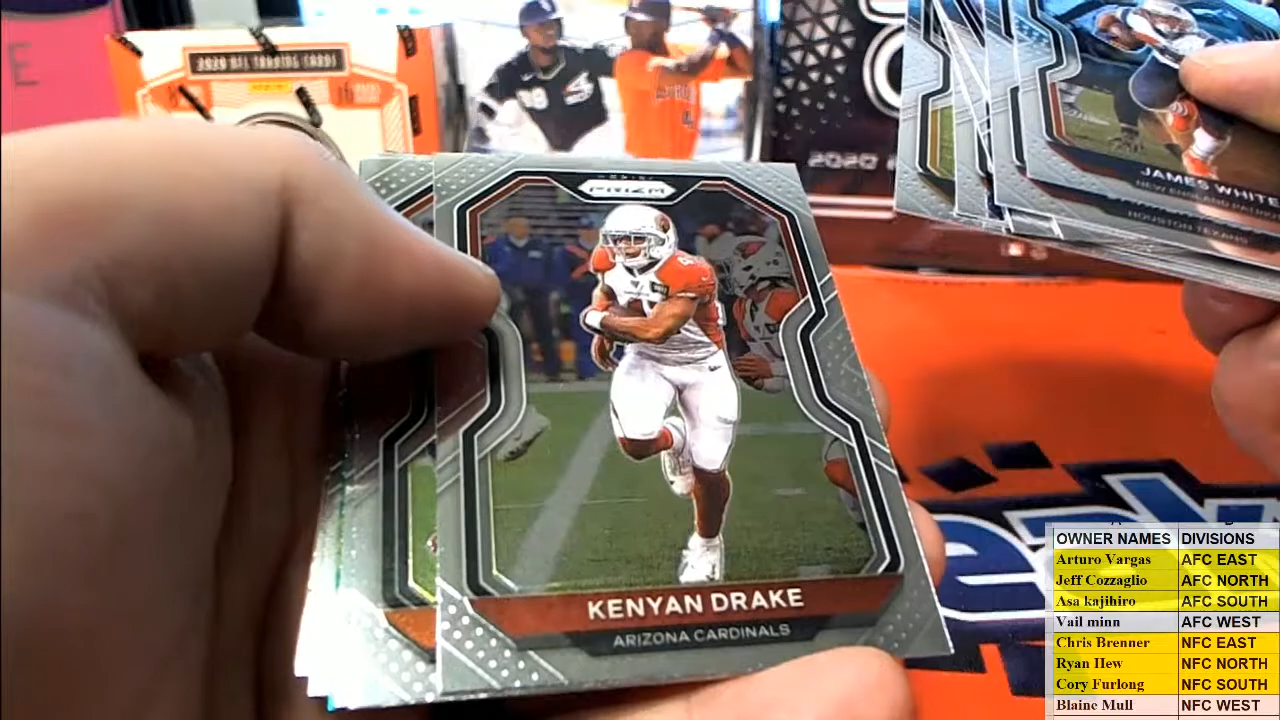 E
2020 NFL TRADING CARDS
PRIZM
2020
JAMES WHITE
NEW ENGLAND PATRIO
HOUSTON TEXANS
KENYAN DRAKE
ARIZONA CARDINALS
OWNER NAMES DIVISIONS
Arturo Vargas AFC EAST
Jeff Cozzaglio AFC NORTH
Asa kajihiro AFC SOUTH
Vail minn AFC WEST
Chris Brenner NFC EAST
Ryan Hew NFC NORTH
Cory Furlong NFC SOUTH
Blaine Mull NFC WEST